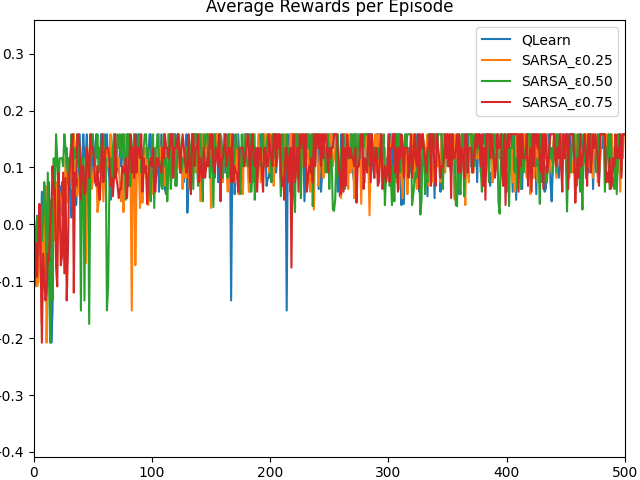 Average Rewards per Episode
QLearn
SARSA_ε0.25
SARSA_ε0.50
SARSA_ε0.75
0.3
0.2
0.1
0.0
-0.1
-0.2
-0.3
-0.4
0 100 200 300 400 500